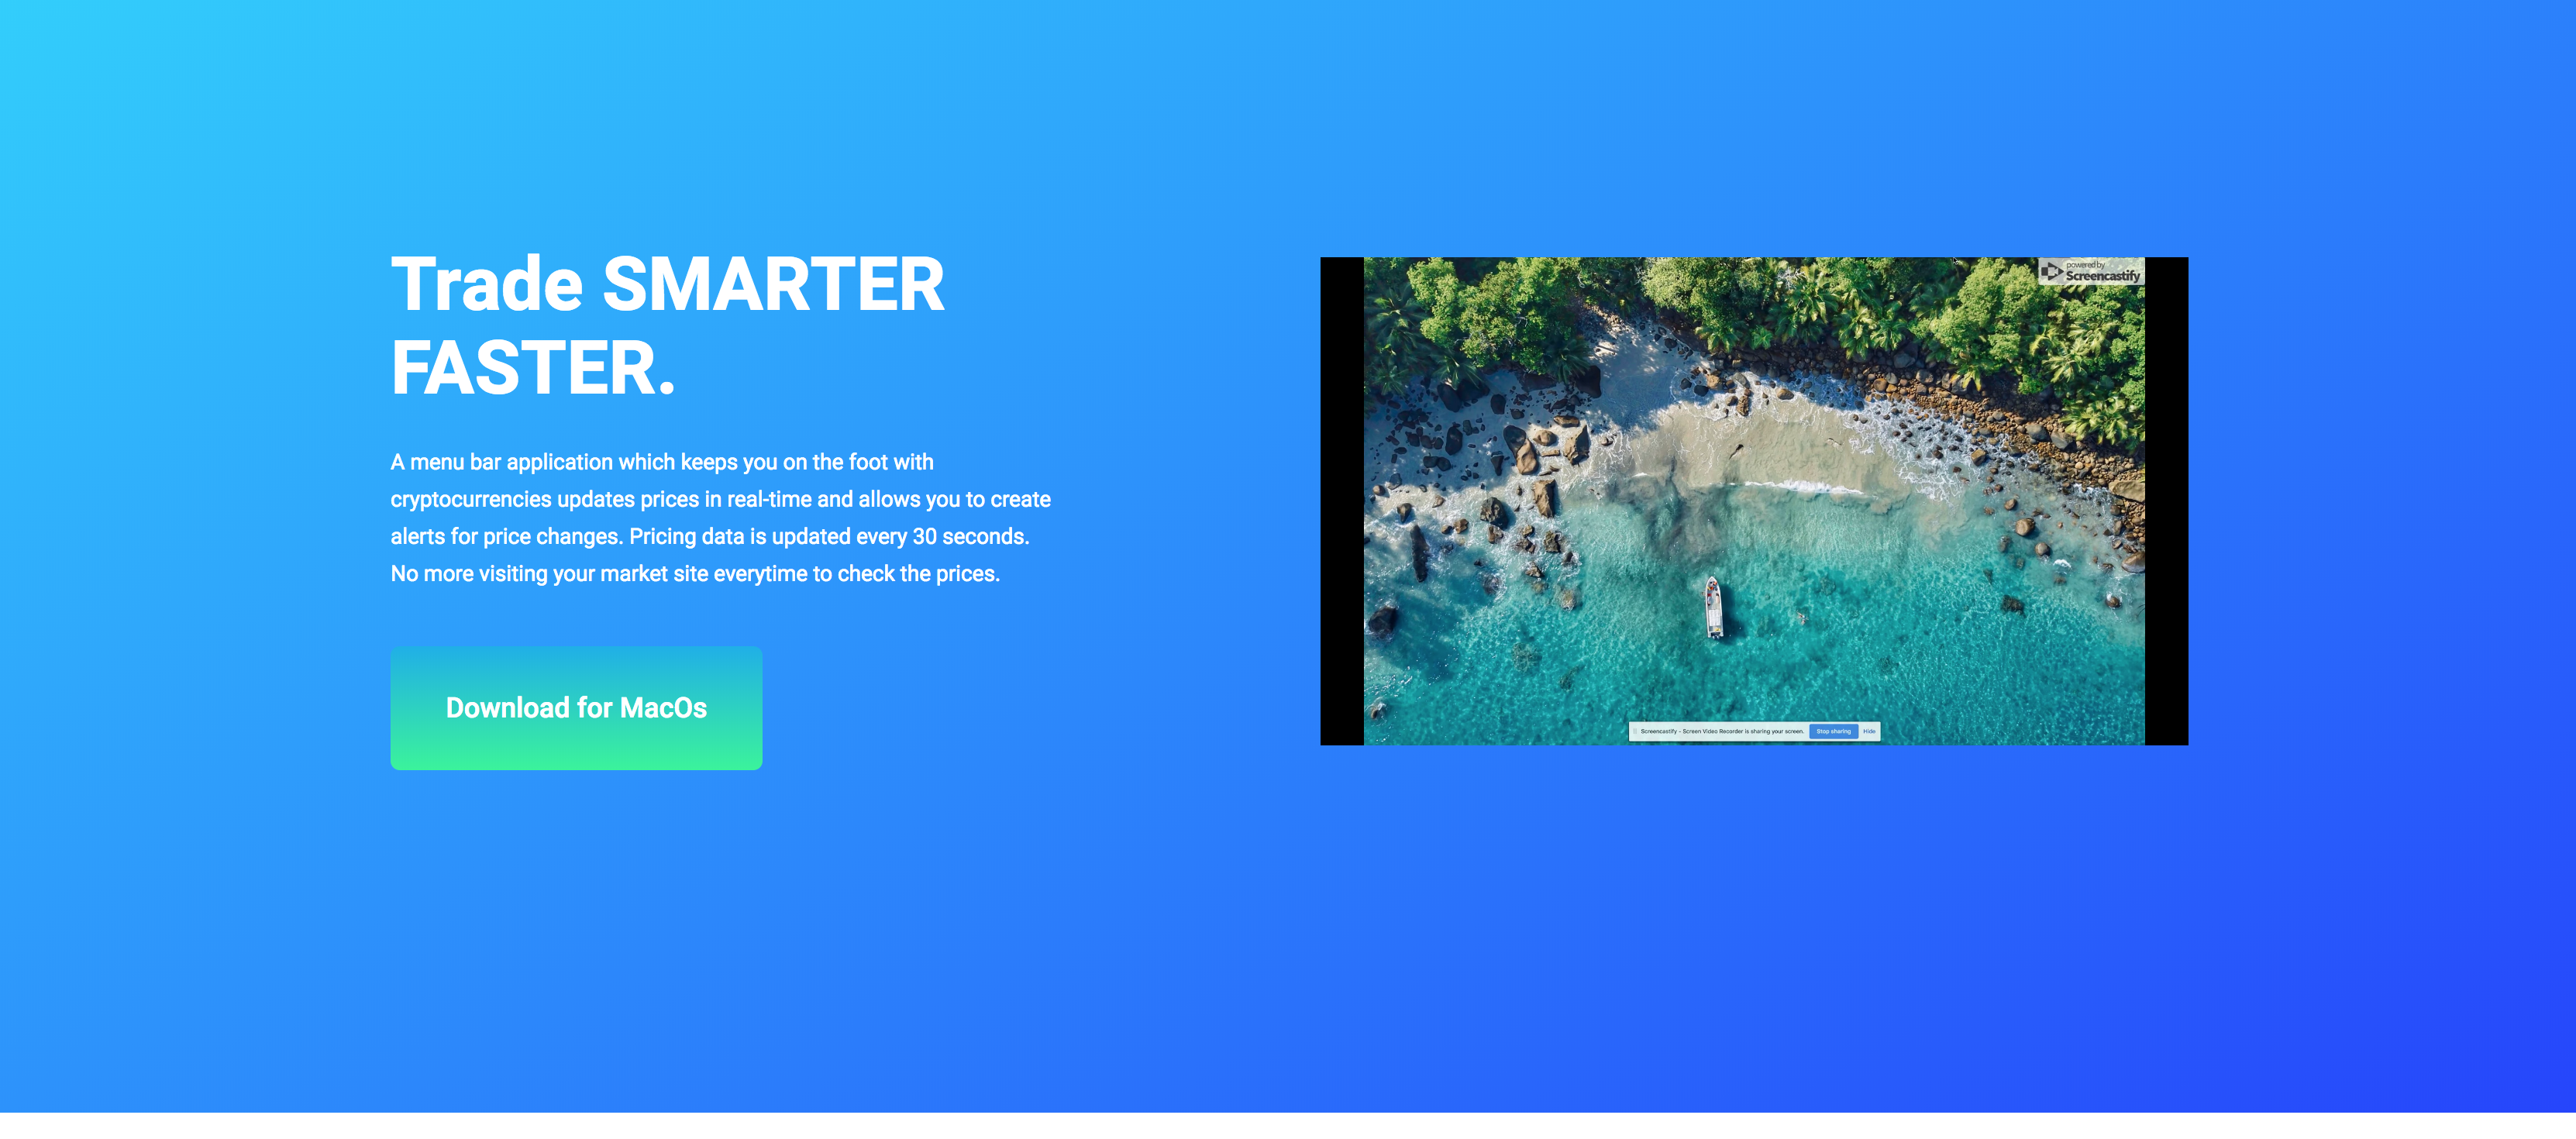 Trade SMARTER
FASTER.
A menu bar application which keeps you on the foot with
cryptocurrencies updates prices in real-time and allows you to create
alerts for price changes. Pricing data is updated every 30 seconds.
No more visiting your market site everytime to check the prices.
Download for MacOs
powered by
Screencastify
Screencastify - Screen Video Recorder is sharing your screen. Stop sharing Hide